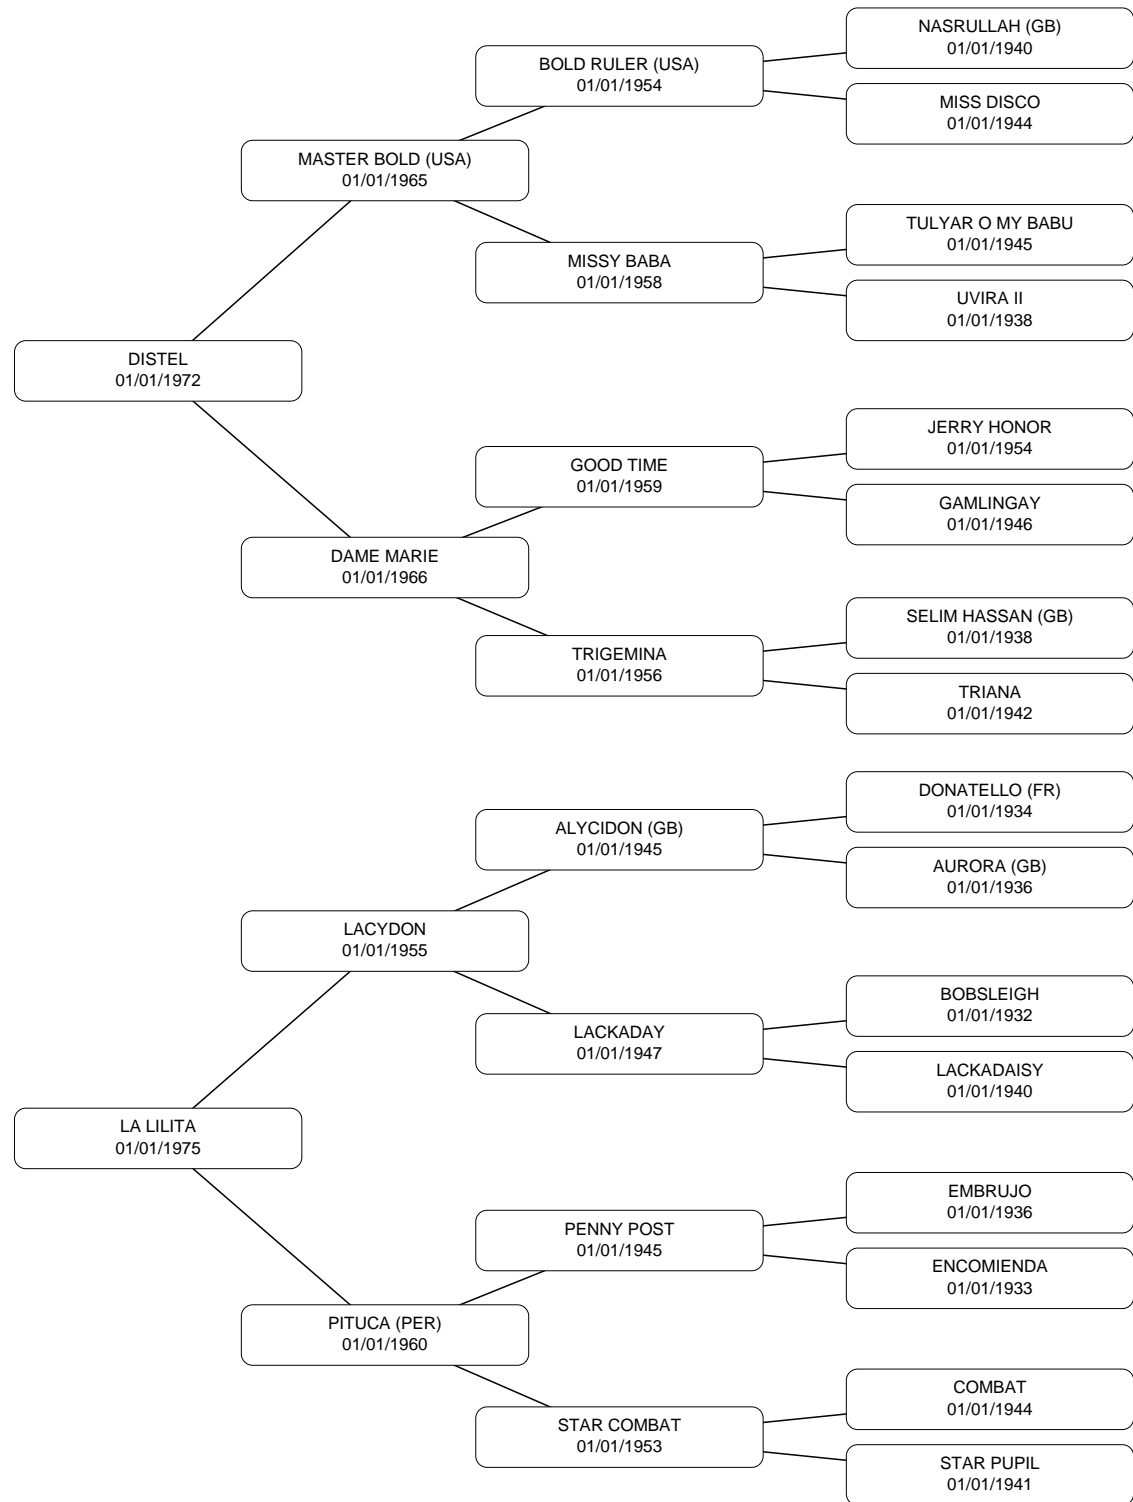 NASRULLAH (GB)
01/01/1940
BOLD RULER (USA)
01/01/1954
MISS DISCO
01/01/1944
MASTER BOLD (USA)
01/01/1965
TULYAR O MY BABU
01/01/1945
MISSY BABA
01/01/1958
UVIRA II
01/01/1938
DISTEL
01/01/1972
JERRY HONOR
01/01/1954
GOOD TIME
01/01/1959
GAMLINGAY
01/01/1946
DAME MARIE
01/01/1966
SELIM HASSAN (GB)
01/01/1938
TRIGEMINA
01/01/1956
TRIANA
01/01/1942
DONATELLO (FR)
01/01/1934
ALYCIDON (GB)
01/01/1945
AURORA (GB)
01/01/1936
LACYDON
01/01/1955
BOBSLEIGH
01/01/1932
LACKADAY
01/01/1947
LACKADAISY
01/01/1940
LA LILITA
01/01/1975
EMBRUJO
01/01/1936
PENNY POST
01/01/1945
ENCOMIENDA
01/01/1933
PITUCA (PER)
01/01/1960
COMBAT
01/01/1944
STAR COMBAT
01/01/1953
STAR PUPIL
01/01/1941